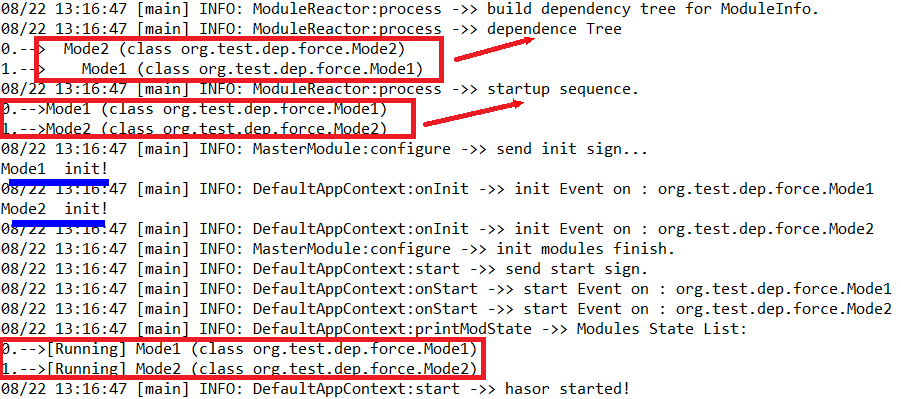 08/22 13:16:47 [main] INFO: ModuleReactor:process ->> build dependency tree for ModuleInfo.
08/22 13:16:47 [main] INFO: ModuleReactor:process ->> dependence Tree
0.-->  Mode2 (class org.test.dep.force.Mode2)
1.-->    Mode1 (class org.test.dep.force.Mode1)
08/22 13:16:47 [main] INFO: ModuleReactor:process ->> startup sequence.
0.-->Mode1 (class org.test.dep.force.Mode1)
1.-->Mode2 (class org.test.dep.force.Mode2)
08/22 13:16:47 [main] INFO: MasterModule:configure ->> send init sign...
Mode1  init!
08/22 13:16:47 [main] INFO: DefaultAppContext:onInit ->> init Event on : org.test.dep.force.Mode1
Mode2  init!
08/22 13:16:47 [main] INFO: DefaultAppContext:onInit ->> init Event on : org.test.dep.force.Mode2
08/22 13:16:47 [main] INFO: MasterModule:configure ->> init modules finish.
08/22 13:16:47 [main] INFO: DefaultAppContext:start ->> send start sign.
08/22 13:16:47 [main] INFO: DefaultAppContext:onStart ->> start Event on : org.test.dep.force.Mode1
08/22 13:16:47 [main] INFO: DefaultAppContext:onStart ->> start Event on : org.test.dep.force.Mode2
08/22 13:16:47 [main] INFO: DefaultAppContext:printModState ->> Modules State List:
0.-->[Running] Mode1 (class org.test.dep.force.Mode1)
1.-->[Running] Mode2 (class org.test.dep.force.Mode2)
08/22 13:16:47 [main] INFO: DefaultAppContext:start ->> hasor started!